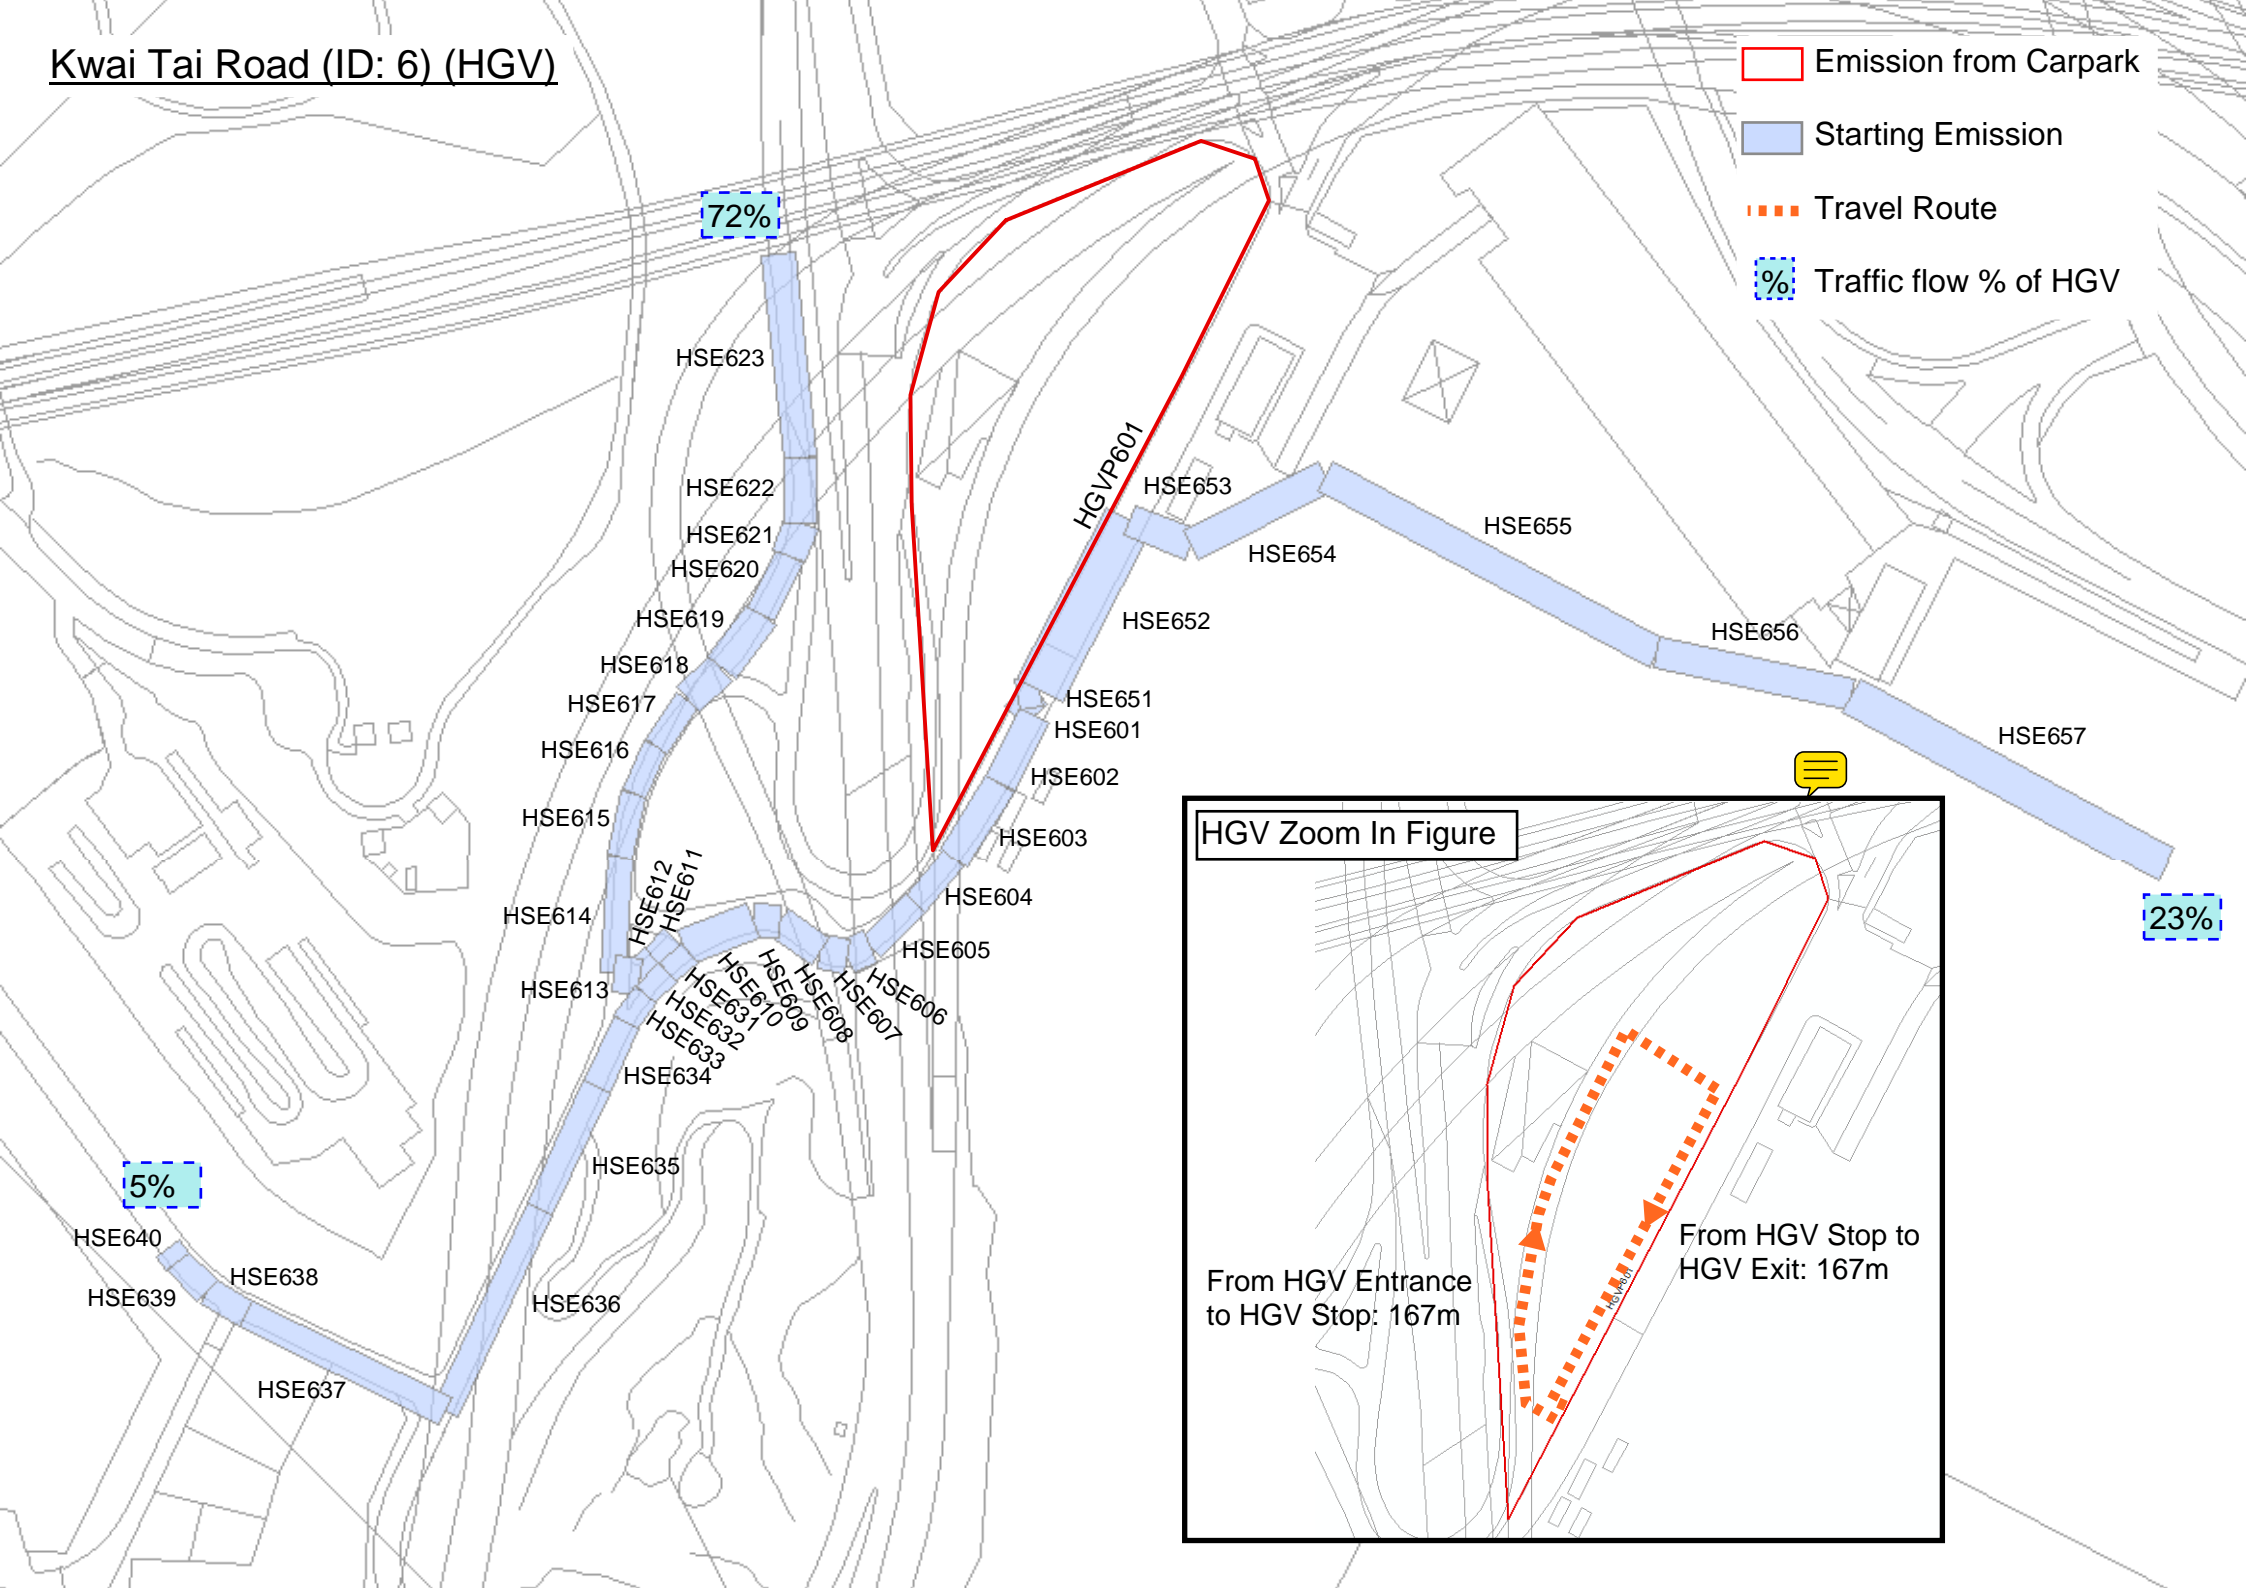 Kwai Tai Road (ID: 6) (HGV)
Emission from Carpark
Starting Emission
Travel Route
% Traffic flow % of HGV
72%
HSE623
HSE622
HSE621
HSE620
HSE619
HSE618
HSE617
HSE616
HSE615
HSE614
HSE613
HSE612
HSE611
HGVP601
HSE653
HSE654
HSE655
HSE652
HSE656
HSE651
HSE601
HSE657
HSE602
HSE603
HSE604
HSE605
HSE606
HSE607
HSE608
HSE609
HSE610
HSE631
HSE632
HSE633
HSE634
HSE635
HSE636
HSE637
HSE638
HSE639
HSE640
5%
23%
HGV Zoom In Figure
From HGV Stop to
HGV Exit: 167m
From HGV Entrance
to HGV Stop: 167m
HGVP601